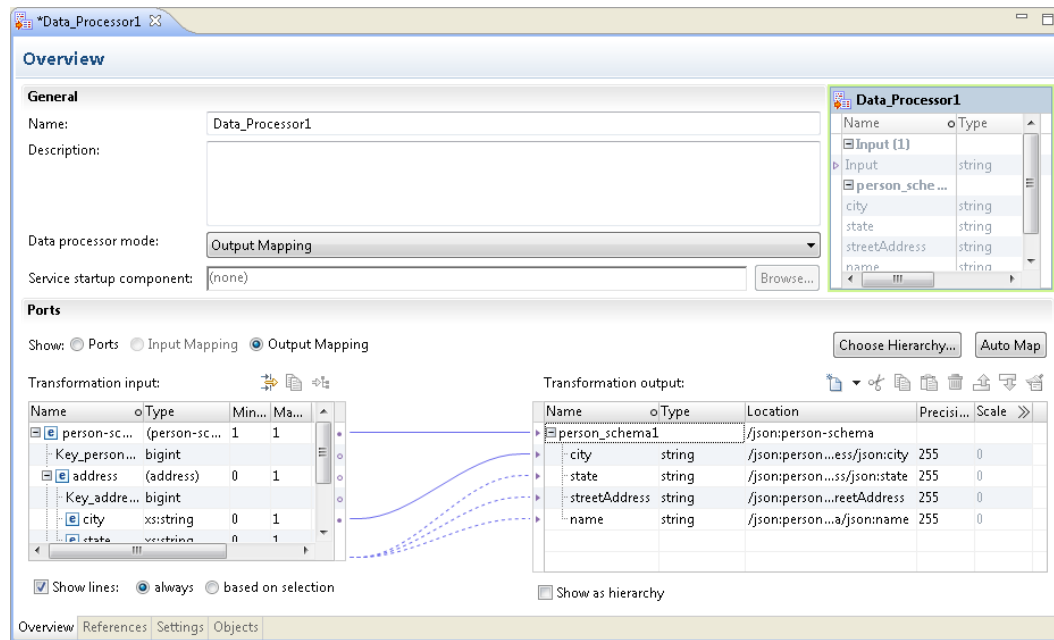 *Data_Processor1
Overview
General
Name: Data_Processor1
Description:
Data processor mode: Output Mapping
Service startup component: (none) Browse...
Data_Processor1
Name Type
Input (1)
Input string
person_sche...
city string
state string
streetAddress string
name string
Ports
Show: Ports Input Mapping Output Mapping
Choose Hierarchy... Auto Map
Transformation input:
Name Type Min... Ma...
person-sc... (person-sc... 1 1
Key_person... bigint
address (address) 0 1
Key_addre... bigint
city xs:string 0 1
state xs:string 0 1
Show lines: always based on selection
Transformation output:
Name Type Location Precisi... Scale
person_schema1 /json:person-schema
city string /json:person...ess/json:city 255 0
state string /json:person...ss/json:state 255 0
streetAddress string /json:person...reetAddress 255 0
name string /json:person...a/json:name 255 0
Show as hierarchy
Overview References Settings Objects